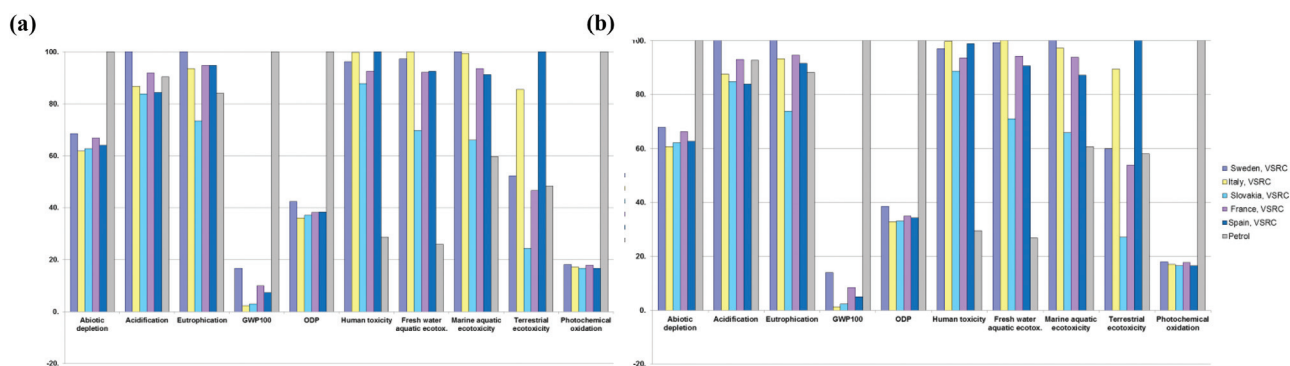 (a)
100.
80.
60.
40.
20.
0.
-20.
Abiotic
depletion
Acidification
Eutrophication
GWP100
ODP
Human toxicity
Fresh water
aquatic ecotox.
Marine aquatic
ecotoxicity
Terrestrial
ecotoxicity
Photochemical
oxidation
(b)
100.
80.
60.
40.
20.
0.
-20.
Abiotic
depletion
Acidification
Eutrophication
GWP100
ODP
Human toxicity
Fresh water
aquatic ecotox.
Marine aquatic
ecotoxicity
Terrestrial
ecotoxicity
Photochemical
oxidation
Sweden, VSRC
Italy, VSRC
Slovakia, VSRC
France, VSRC
Spain, VSRC
Petrol